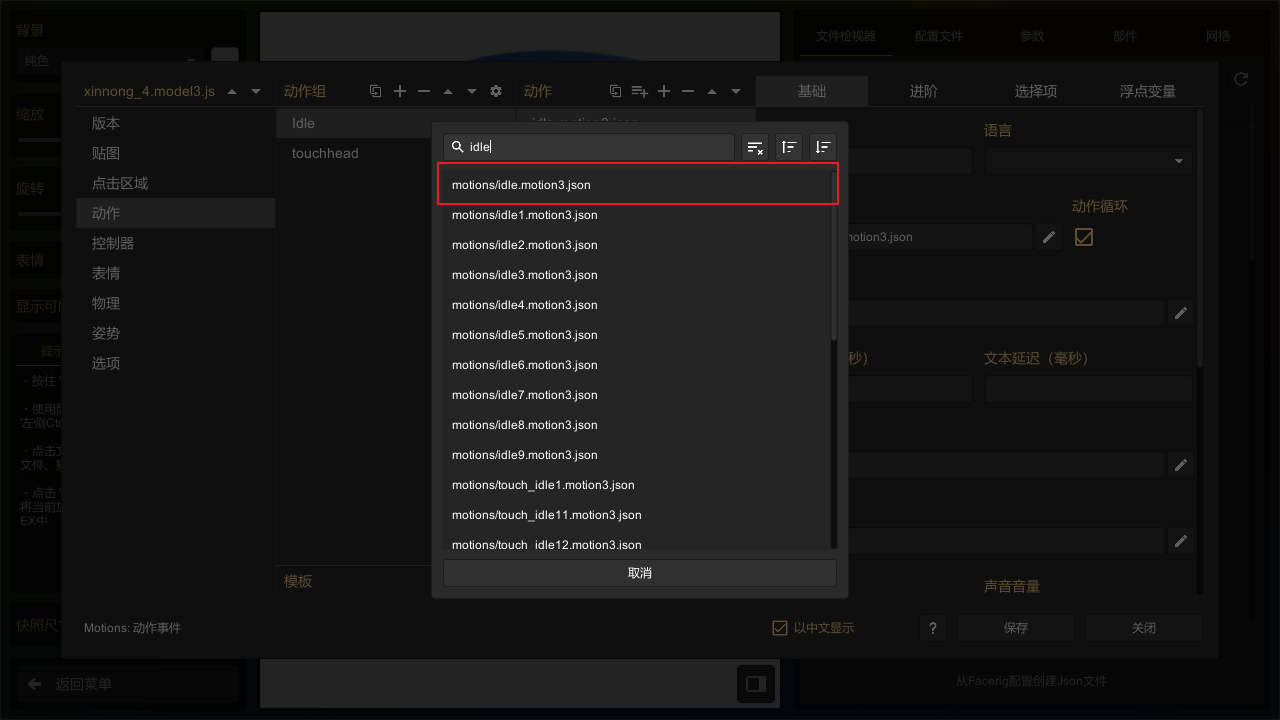 背景
纯色
缩放
旋转
表情
显示可
提示
· 按住
· 使用
"左侧Ctr
· 点击
文件、
· 点击
将当前
EX中
快照尺
返回菜单
xinnong_4.model3.js
版本
贴图
点击区域
动作
控制器
表情
物理
姿势
选项
动作组
Idle
touchhead
模板
动作
idle.motion3.json
idle
motions/idle.motion3.json
motions/idle1.motion3.json
motions/idle2.motion3.json
motions/idle3.motion3.json
motions/idle4.motion3.json
motions/idle5.motion3.json
motions/idle6.motion3.json
motions/idle7.motion3.json
motions/idle8.motion3.json
motions/idle9.motion3.json
motions/touch_idle1.motion3.json
motions/touch_idle11.motion3.json
motions/touch_idle12.motion3.json
取消
文件检视器
配置文件
参数
部件
网格
基础
进阶
选择项
浮点变量
语言
动作循环
otion3.json
秒）
文本延迟（毫秒）
声音音量
Motions: 动作事件
以中文显示
?
保存
关闭
从Facerig配置创建Json文件